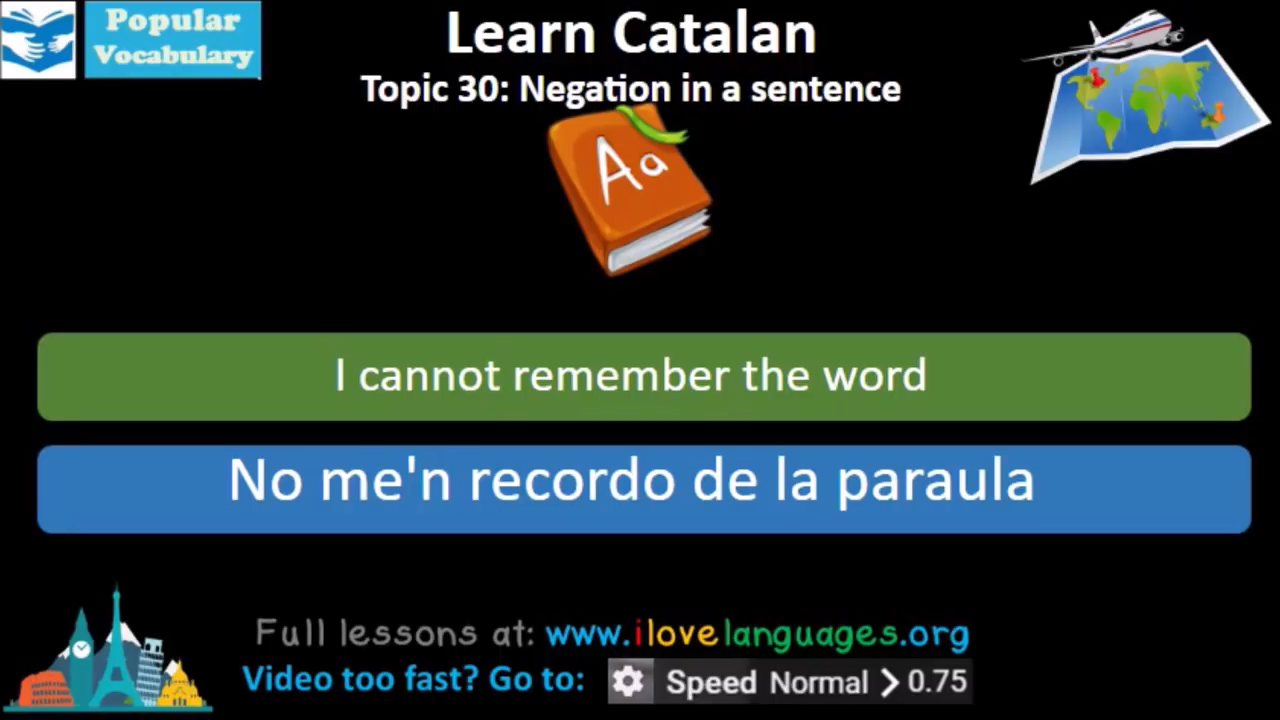 Popular
Vocabulary
Learn Catalan
Topic 30: Negation in a sentence
Aa
I cannot remember the word
No me'n recordo de la paraula
Full lessons at: www.ilovelanguages.org
Video too fast? Go to: Speed Normal > 0.75